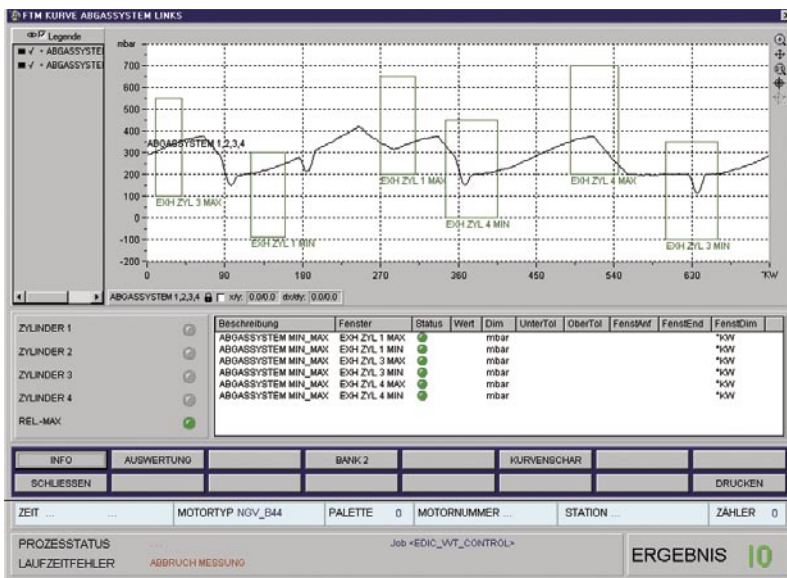 FTM KURVE ABGASSYSTEM LINKS
Legende
ABGASSYSTE
ABGASSYSTE
mbar
700
600
500
400
300
200
100
0
-100
-200
ABGASSYSTEM 1,2,3,4
EXH ZYL 3 MAX
EXH ZYL 1 MIN
EXH ZYL 1 MAX
EXH ZYL 4 MIN
EXH ZYL 4 MAX
EXH ZYL 3 MIN
0 90 180 270 360 450 540 630 °KW
ABGASSYSTEM 1,2,3,4 x/y: 0.0/0.0 dx/dy: 0.0/0.0
ZYLINDER 1
ZYLINDER 2
ZYLINDER 3
ZYLINDER 4
REL.-MAX
Beschreibung Fenster Status Wert Dim UnterTol OberTol FenstAnf FenstEnd FenstDim
ABGASSYSTEM MIN_MAX EXH ZYL 1 MAX mbar °KW
ABGASSYSTEM MIN_MAX EXH ZYL 1 MIN mbar °KW
ABGASSYSTEM MIN_MAX EXH ZYL 3 MAX mbar °KW
ABGASSYSTEM MIN_MAX EXH ZYL 3 MIN mbar °KW
ABGASSYSTEM MIN_MAX EXH ZYL 4 MAX mbar °KW
ABGASSYSTEM MIN_MAX EXH ZYL 4 MIN mbar °KW
INFO AUSWERTUNG BANK 2 KURVENSCHAR
SCHLIESSEN DRUCKEN
ZEIT ... ... MOTORTYP NGV_B44 PALETTE 0 MOTORNUMMER ... STATION ... ZÄHLER 0
PROZESSTATUS ... ... Job <EDIC_VVT_CONTROL>
LAUFZEITFEHLER ABBRUCH MESSUNG
ERGEBNIS IO